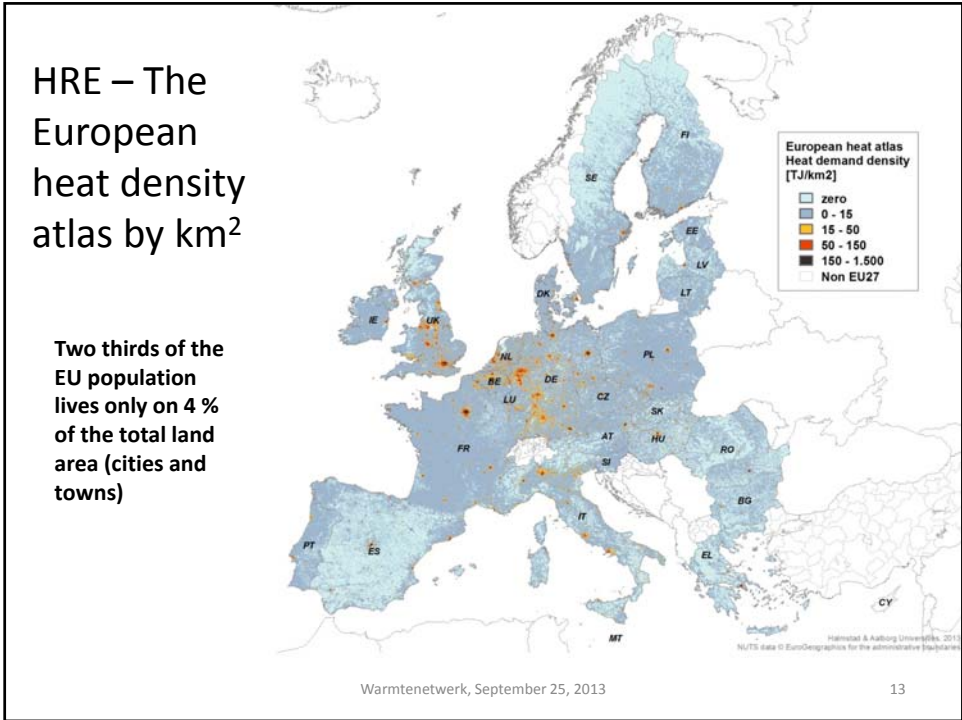 HRE – The
European
heat density
atlas by km²
Two thirds of the
EU population
lives only on 4 %
of the total land
area (cities and
towns)
European heat atlas
Heat demand density
[TJ/km2]
zero
0 - 15
15 - 50
50 - 150
150 - 1.500
Non EU27
FI
SE
EE
LV
LT
DK
IE
UK
NL
PL
BE
DE
LU
CZ
SK
FR
AT
HU
RO
SI
BG
IT
PT
ES
EL
CY
MT
Halmstad & Aalborg Universities, 2013
NUTS data © EuroGeographics for the administrative boundaries
Warmtenetwerk, September 25, 2013
13